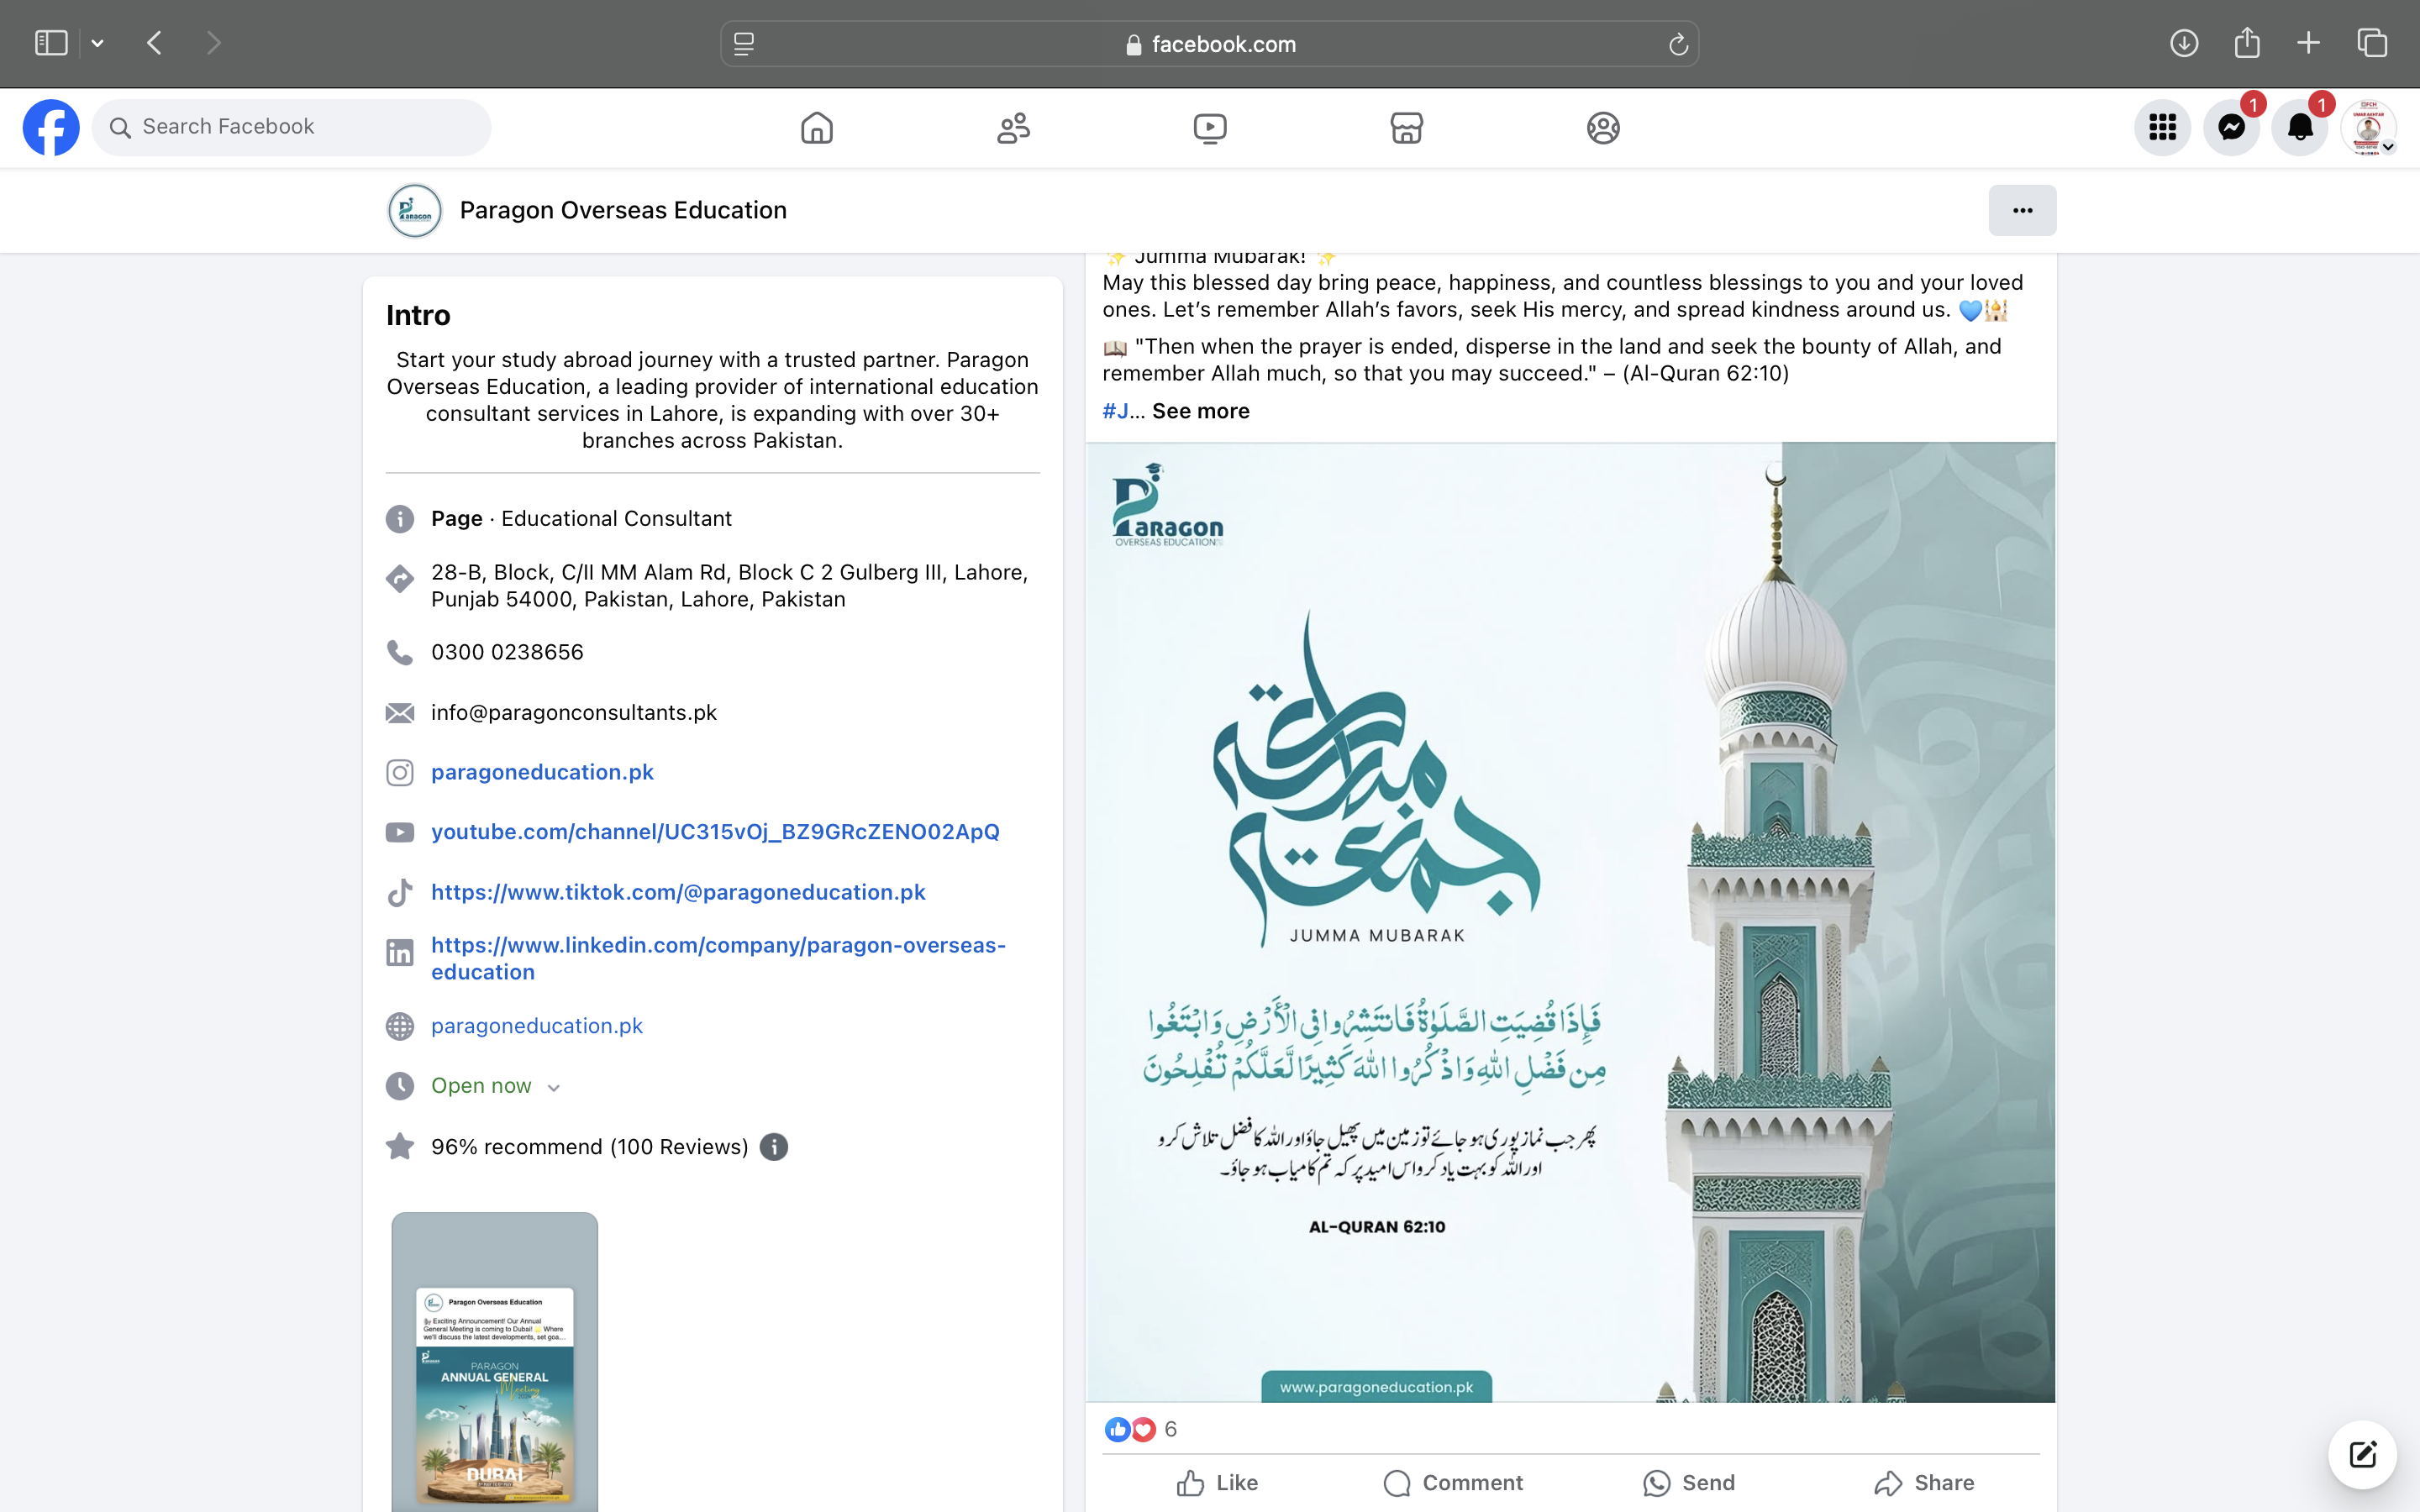 facebook.com
Search Facebook
1
1
Paragon Overseas Education
Intro
Start your study abroad journey with a trusted partner. Paragon
Overseas Education, a leading provider of international education
consultant services in Lahore, is expanding with over 30+
branches across Pakistan.
Page · Educational Consultant
28-B, Block, C/II MM Alam Rd, Block C 2 Gulberg III, Lahore,
Punjab 54000, Pakistan, Lahore, Pakistan
0300 0238656
info@paragonconsultants.pk
paragoneducation.pk
youtube.com/channel/UC315vOj_BZ9GRcZENO02ApQ
https://www.tiktok.com/@paragoneducation.pk
https://www.linkedin.com/company/paragon-overseas-
education
paragoneducation.pk
Open now
96% recommend (100 Reviews)
Paragon Overseas Education
Exciting Announcement! Our Annual
General Meeting is coming to Dubai! 🌟 Where
we'll discuss the latest developments, set goa...
PARAGON
ANNUAL GENERAL
Meeting
DUBAI
✨ Jumma Mubarak! ✨
May this blessed day bring peace, happiness, and countless blessings to you and your loved
ones. Let’s remember Allah’s favors, seek His mercy, and spread kindness around us. 💙🕌
📖 "Then when the prayer is ended, disperse in the land and seek the bounty of Allah, and
remember Allah much, so that you may succeed." – (Al-Quran 62:10)
#J... See more
PARAGON
OVERSEAS EDUCATION
جمعة مباركة
JUMMA MUBARAK
فَإِذَا قُضِيَتِ الصَّلَوٰةُ فَانتَشِرُوا فِي الْأَرْضِ وَابْتَغُوا
مِن فَضْلِ اللَّهِ وَاذْكُرُوا اللَّهَ كَثِيرًا لَّعَلَّكُمْ تُفْلِحُونَ
پھر جب نماز پوری ہو جائے تو زمین میں پھیل جاؤ اور اللہ کا فضل تلاش کرو
اور اللہ کو بہت یاد کرو اس امید پر کہ تم کامیاب ہو جاؤ۔
AL-QURAN 62:10
www.paragoneducation.pk
6
Like
Comment
Send
Share